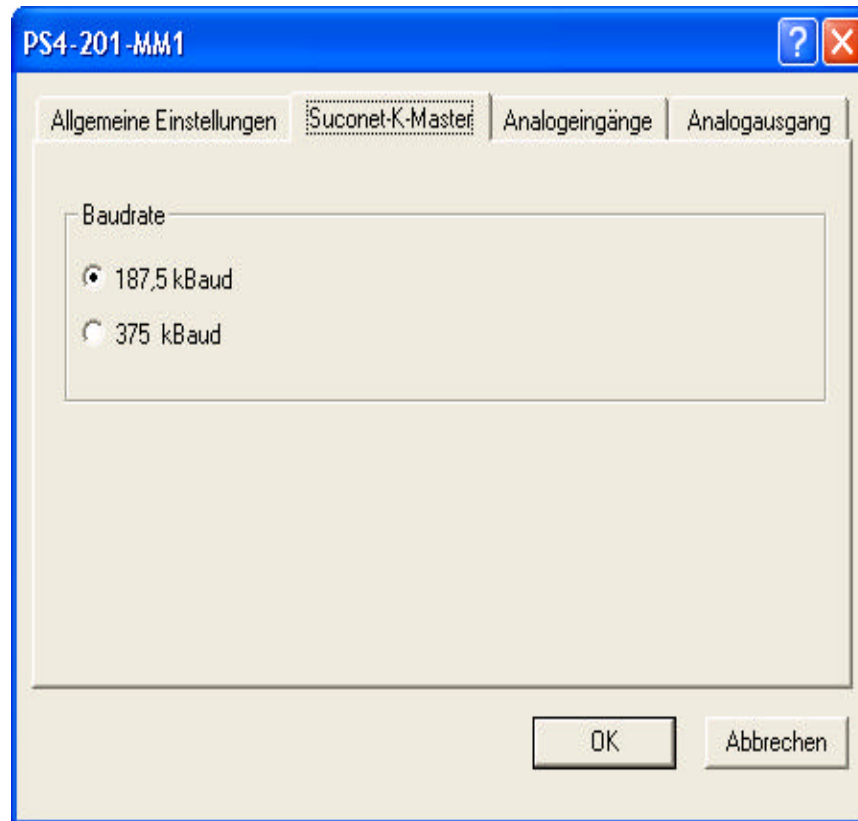 PS4-201-MM1
Allgemeine Einstellungen Suconet-K-Master Analogeingänge Analogausgang
Baudrate
187,5 kBaud
375 kBaud
OK Abbrechen